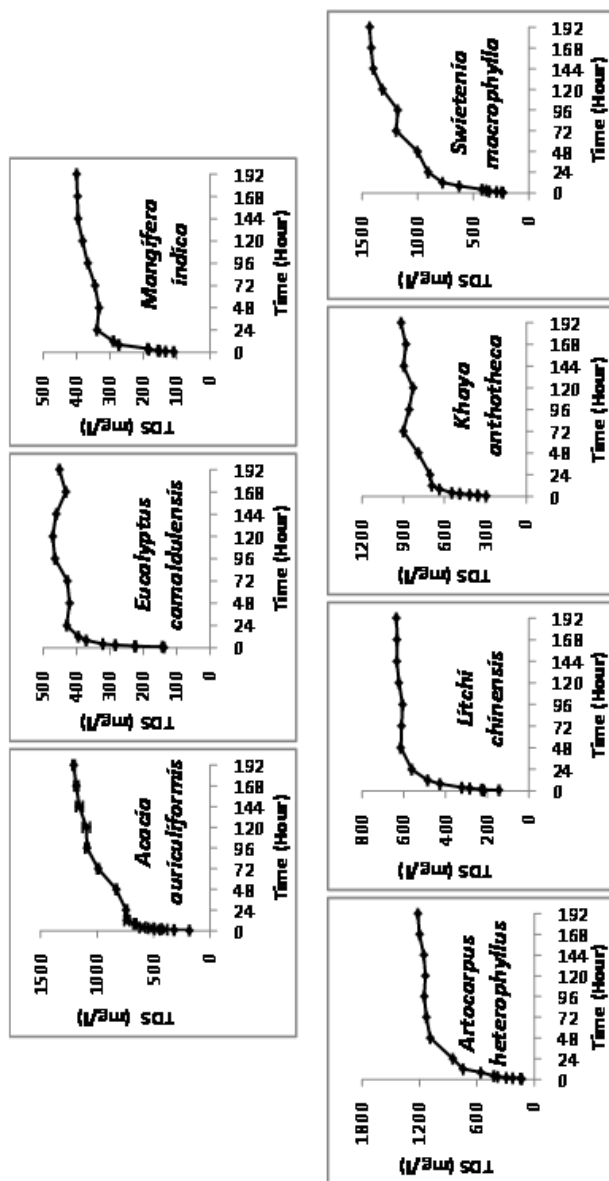 1500
1000
500
0
TDS (mg/l)
Acacia
auriculiformis
0 24 48 72 96 120 144 168 192
Time (Hour)
500
400
300
200
100
0
TDS (mg/l)
Eucalyptus
camaldulensis
0 24 48 72 96 120 144 168 192
Time (Hour)
500
400
300
200
100
0
TDS (mg/l)
Mangifera
indica
0 24 48 72 96 120 144 168 192
Time (Hour)
1800
1200
600
0
TDS (mg/l)
Artocarpus
heterophyllus
0 24 48 72 96 120 144 168 192
Time (Hour)
800
600
400
200
0
TDS (mg/l)
Litchi
chinensis
0 24 48 72 96 120 144 168 192
Time (Hour)
1200
900
600
300
0
TDS (mg/l)
Khaya
anthotheca
0 24 48 72 96 120 144 168 192
Time (Hour)
1500
1000
500
0
TDS (mg/l)
Swietenia
macrophylla
0 24 48 72 96 120 144 168 192
Time (Hour)